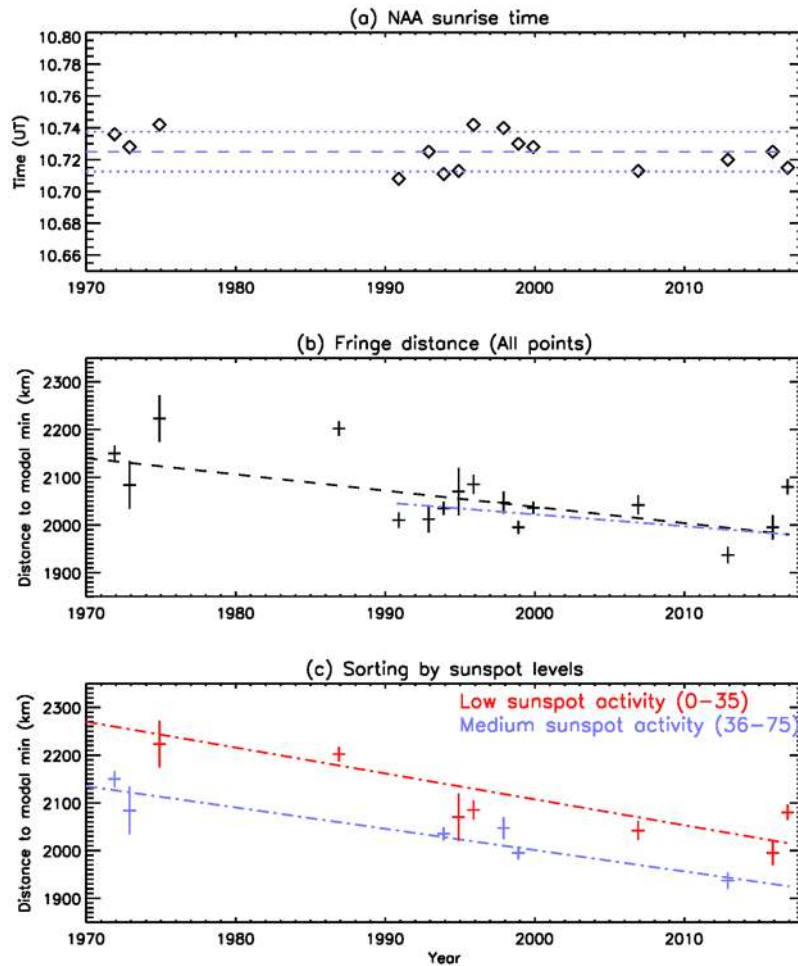 (a) NAA sunrise time
10.80
10.78
10.76
10.74
10.72
10.70
10.68
10.66
Time (UT)
1970 1980 1990 2000 2010
(b) Fringe distance (All points)
2300
2200
2100
2000
1900
Distance to modal min (km)
1970 1980 1990 2000 2010
(c) Sorting by sunspot levels
Low sunspot activity (0–35)
Medium sunspot activity (36–75)
2300
2200
2100
2000
1900
Distance to modal min (km)
1970 1980 1990 2000 2010
Year